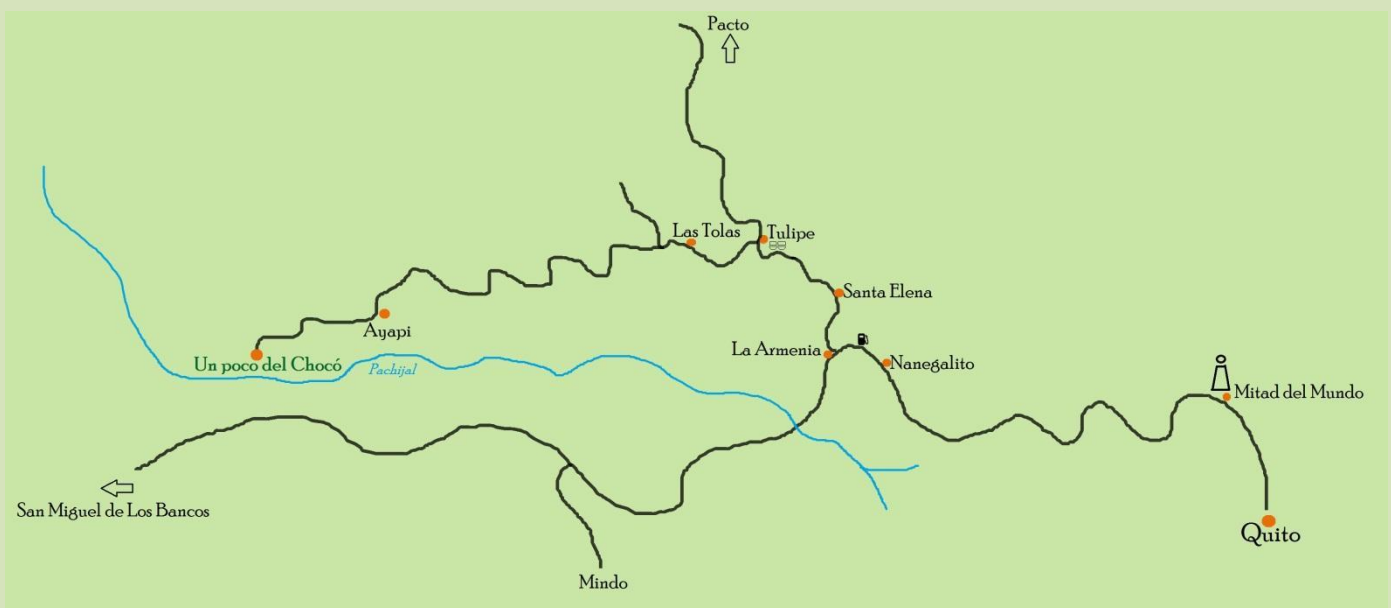 Pacto
Las Tolas
Tulipe
Santa Elena
Ayapi
La Armenia
Un poco del Chocó
Pachijal
Nanegalito
Mitad del Mundo
San Miguel de Los Bancos
Quito
Mindo